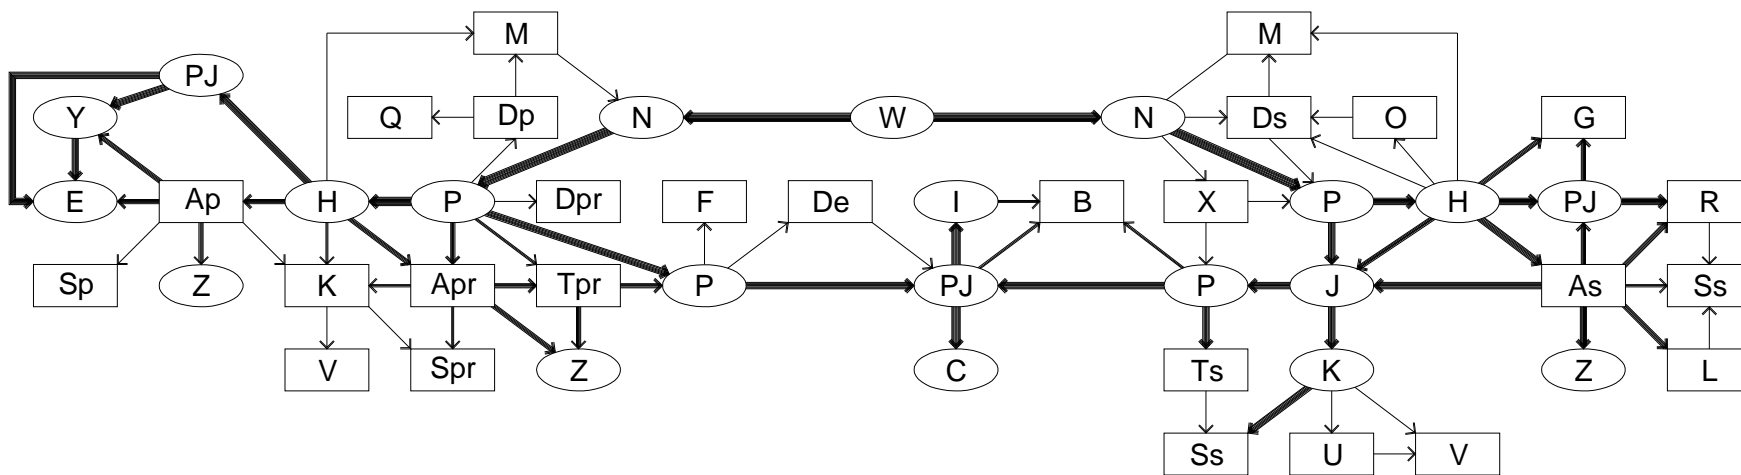 M M
PJ
Y Q Dp N W N Ds O G
E Ap H P Dpr F De I B X P H PJ R
Sp Z K Apr Tpr P PJ P J As Ss
V Spr Z C Ts K Z L
Ss U V